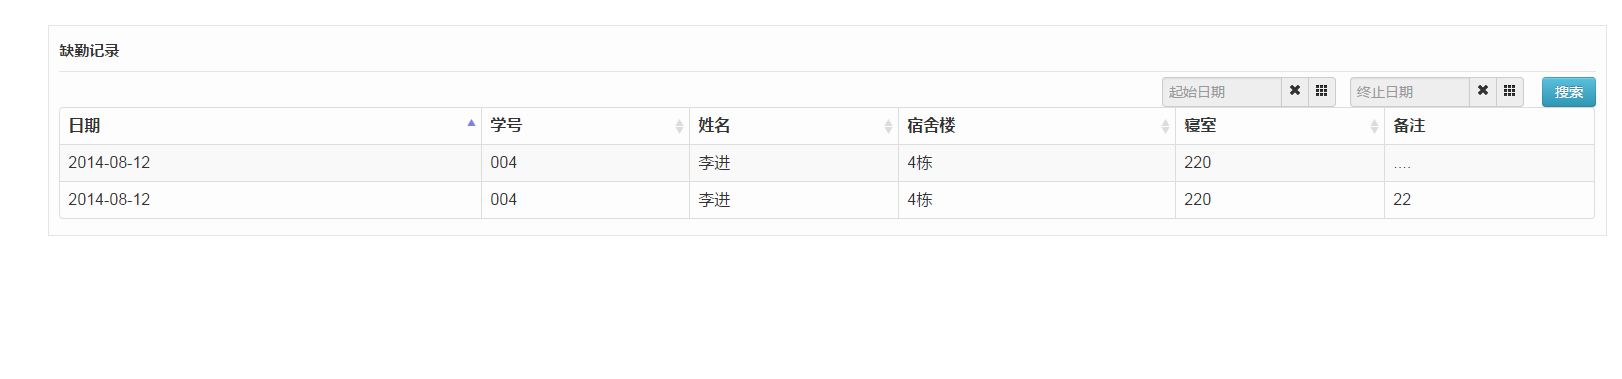 缺勤记录
起始日期 终止日期 搜索
日期 学号 姓名 宿舍楼 寝室 备注
2014-08-12 004 李进 4栋 220 ....
2014-08-12 004 李进 4栋 220 22